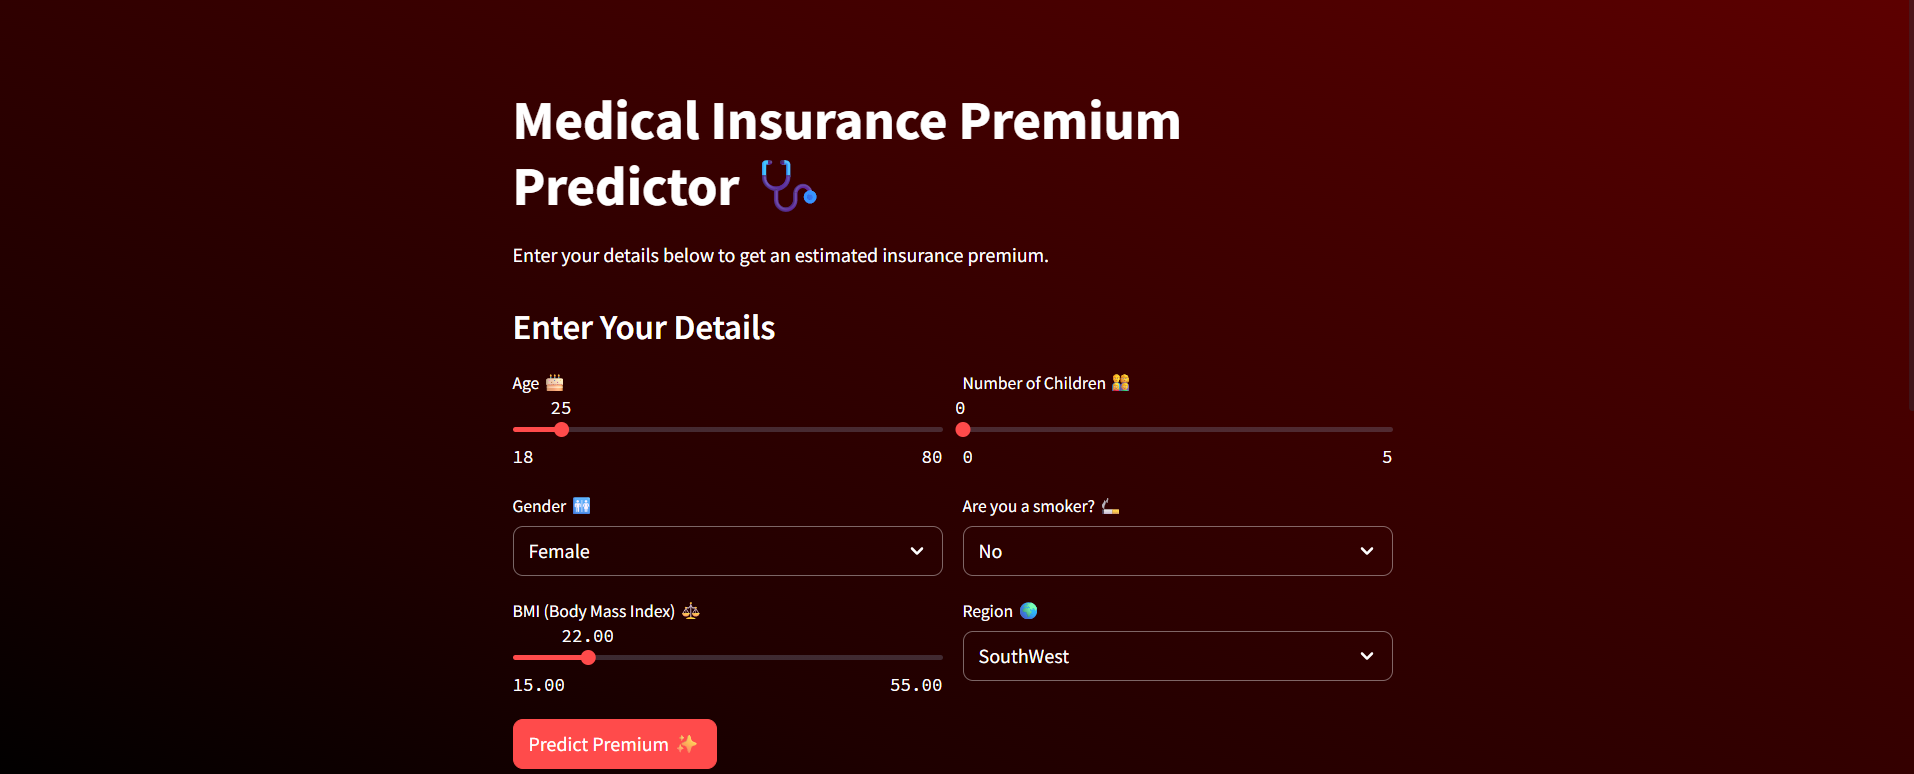 Medical Insurance Premium
Predictor 🩺
Enter your details below to get an estimated insurance premium.
Enter Your Details
Age 🎂
25
18 80
Number of Children 👨‍👩‍👧‍👦
0
0 5
Gender 🚻
Female
Are you a smoker? 🚬
No
BMI (Body Mass Index) ⚖️
22.00
15.00 55.00
Region 🌍
SouthWest
Predict Premium ✨